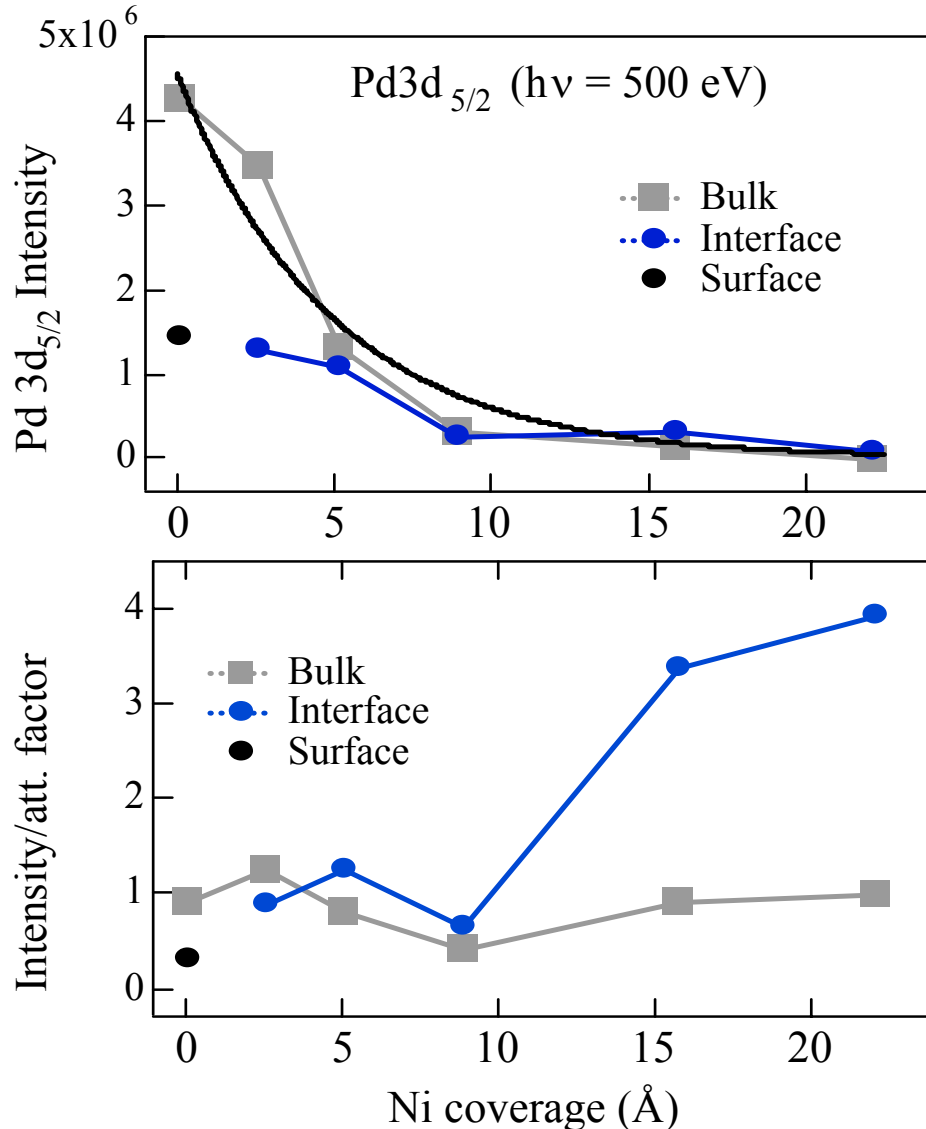 5x10 6
4
3
2
1
0
Pd 3d5/2 Intensity
Pd3d 5/2 (hν = 500 eV)
Bulk
Interface
Surface
0 5 10 15 20
4
3
2
1
0
Intensity/att. factor
Bulk
Interface
Surface
0 5 10 15 20
Ni coverage (Å)